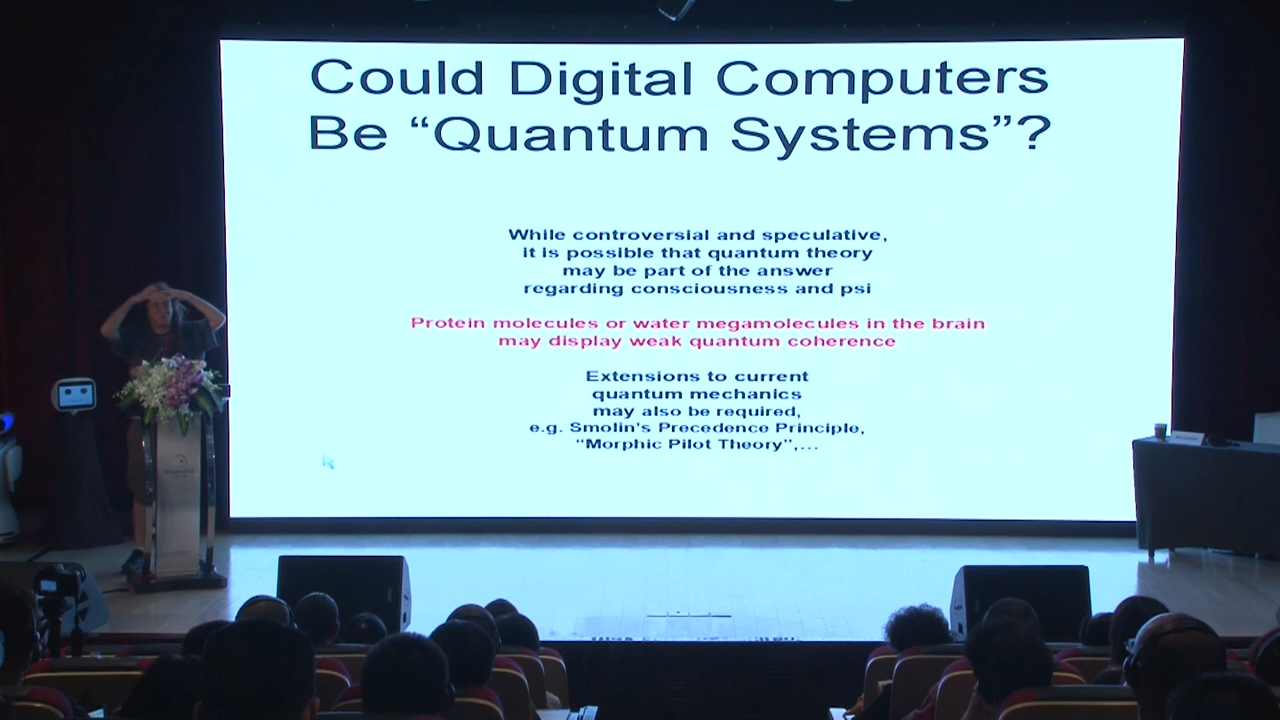 Could Digital Computers
Be “Quantum Systems”?
While controversial and speculative,
it is possible that quantum theory
may be part of the answer
regarding consciousness and psi
Protein molecules or water megamolecules in the brain
may display weak quantum coherence
Extensions to current
quantum mechanics
may also be required,
e.g. Smolin's Precedence Principle,
“Morphic Pilot Theory”,...